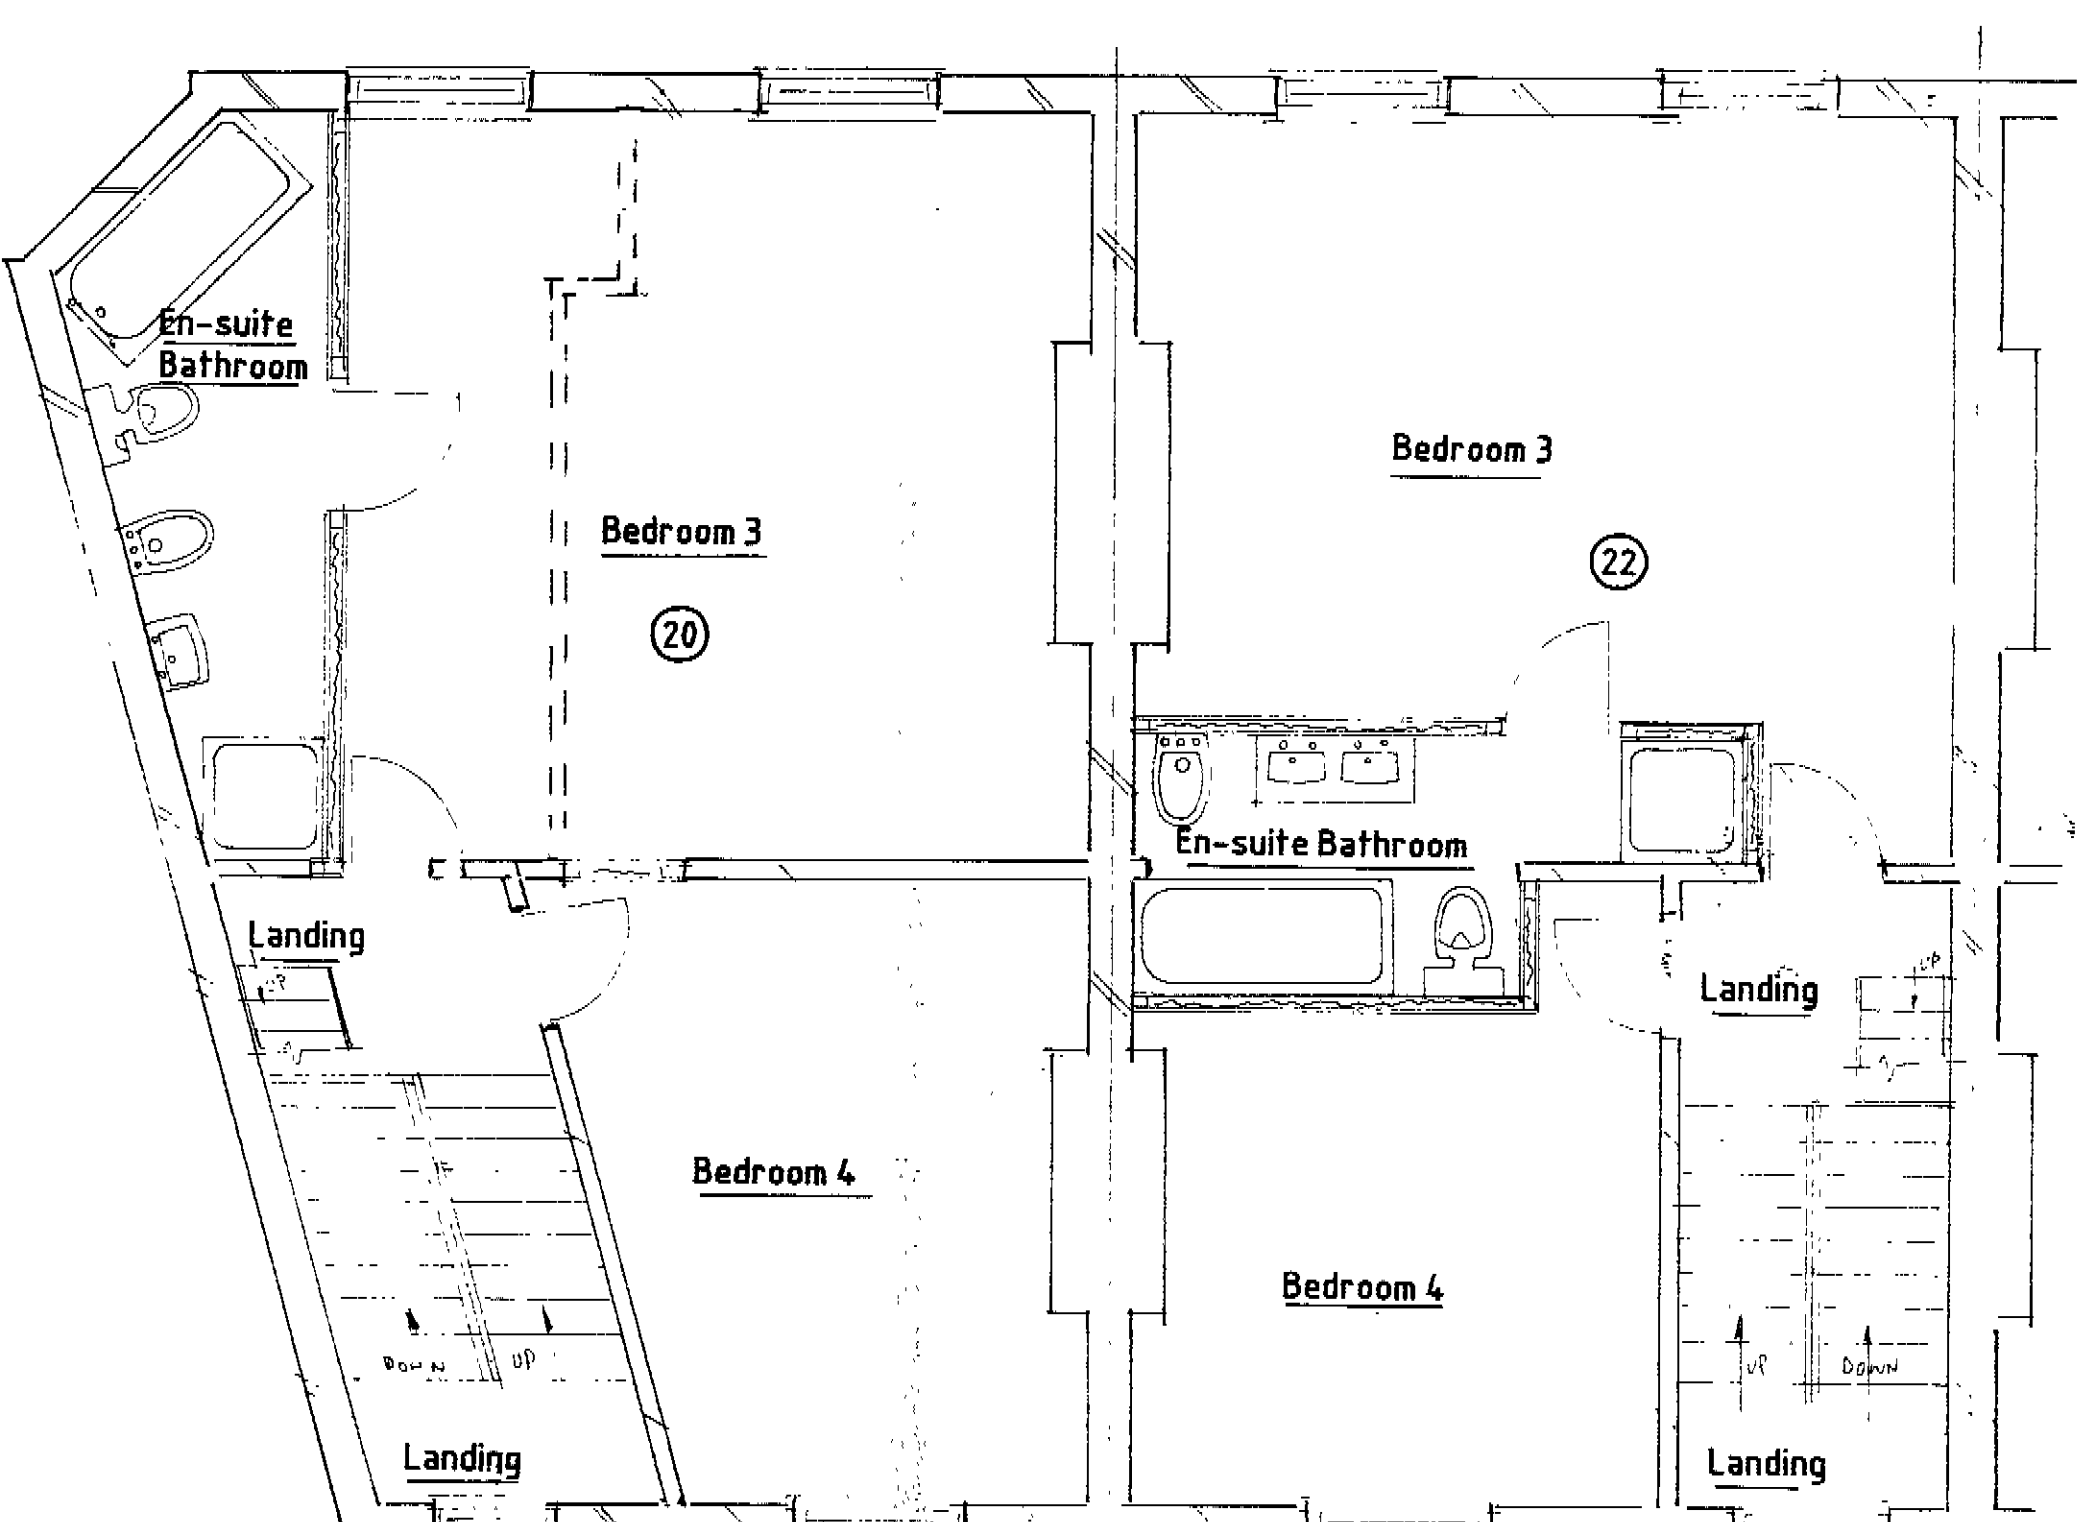 En-suite
Bathroom
Bedroom 3
20
Bedroom 3
22
En-suite Bathroom
Landing
UP
Landing
UP
Bedroom 4
Bedroom 4
DOWN
UP
UP
DOWN
Landing
Landing